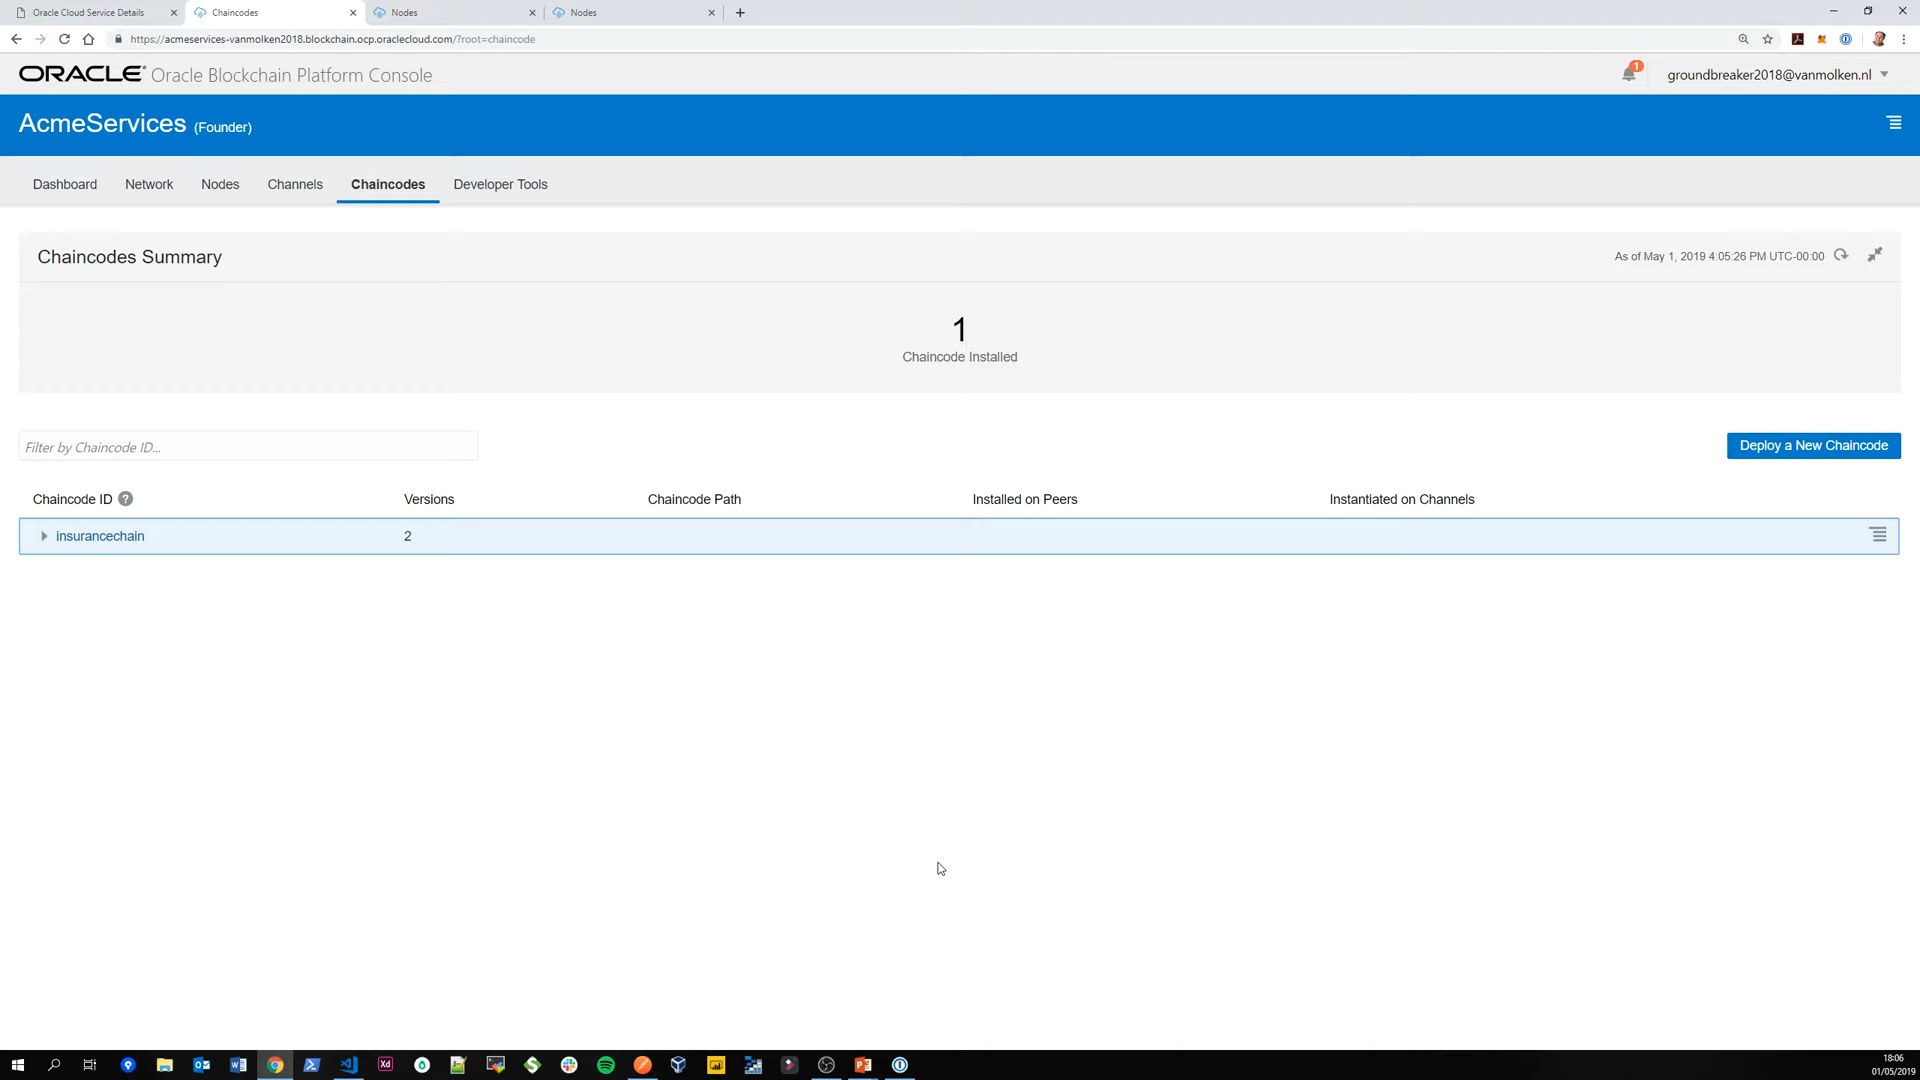 Oracle Cloud Service Details
Chaincodes
Nodes
Nodes
https://acmeservices-vanmolken2018.blockchain.ocp.oraclecloud.com/?root=chaincode
ORACLE Oracle Blockchain Platform Console
1
groundbreaker2018@vanmolken.nl
AcmeServices (Founder)
Dashboard Network Nodes Channels Chaincodes Developer Tools
Chaincodes Summary
As of May 1, 2019 4:05:26 PM UTC-00:00
1
Chaincode Installed
Filter by Chaincode ID...
Deploy a New Chaincode
Chaincode ID ? Versions Chaincode Path Installed on Peers Instantiated on Channels
insurancechain 2
18:06
01/05/2019